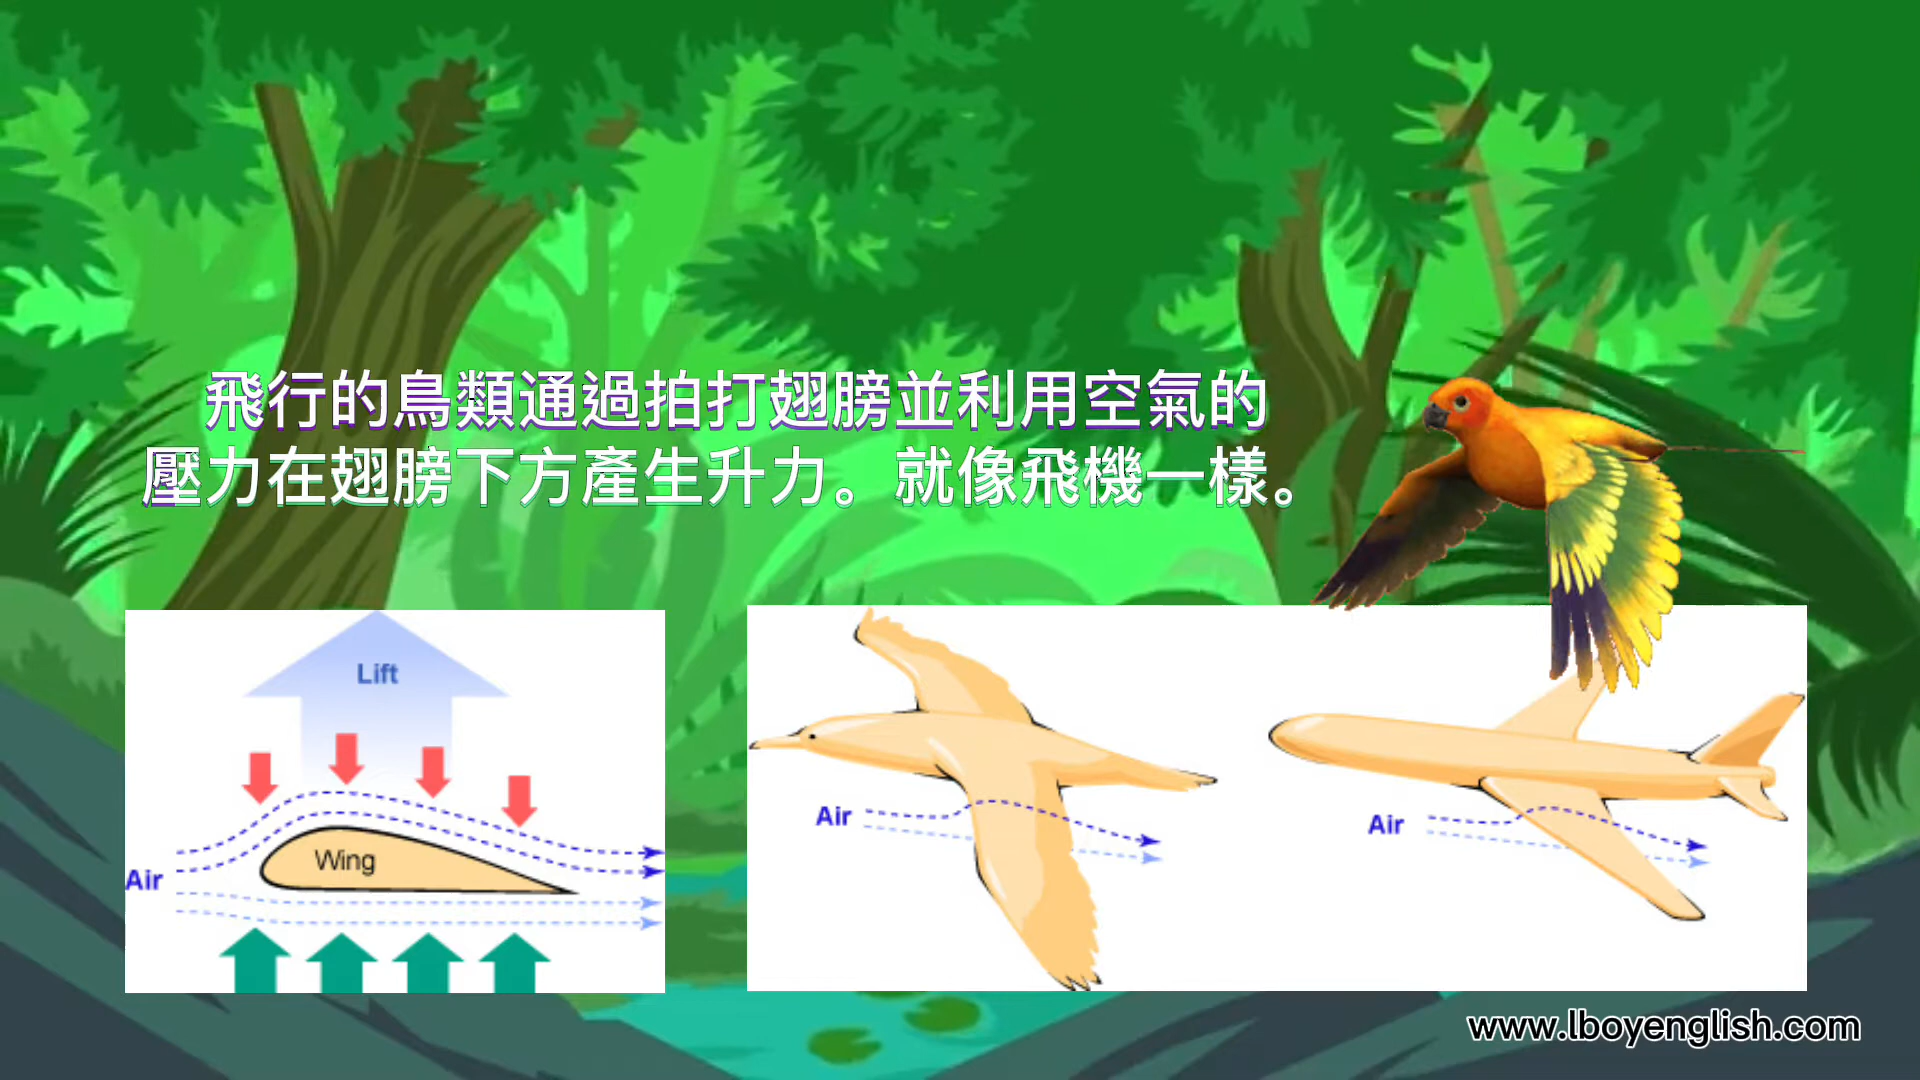 飛行的鳥類通過拍打翅膀並利用空氣的
壓力在翅膀下方產生升力。就像飛機一樣。
Lift
Wing
Air
Air
Air
www.lboyenglish.com